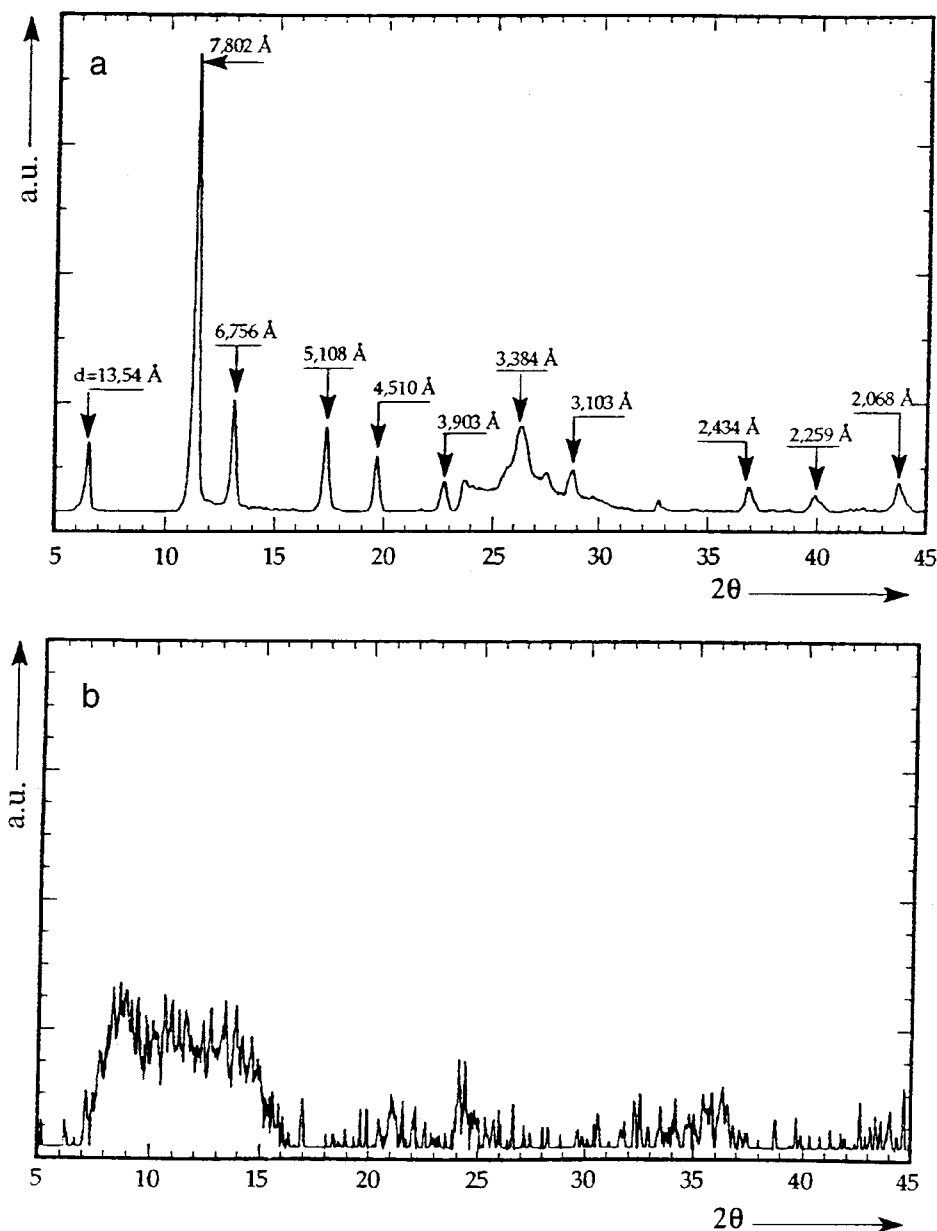 a
7,802 Å
a.u.
6,756 Å
5,108 Å
3,384 Å
d=13,54 Å
4,510 Å
3,903 Å
3,103 Å
2,434 Å
2,259 Å
2,068 Å
5 10 15 20 25 30 35 40 45
2θ
b
a.u.
5 10 15 20 25 30 35 40 45
2θ